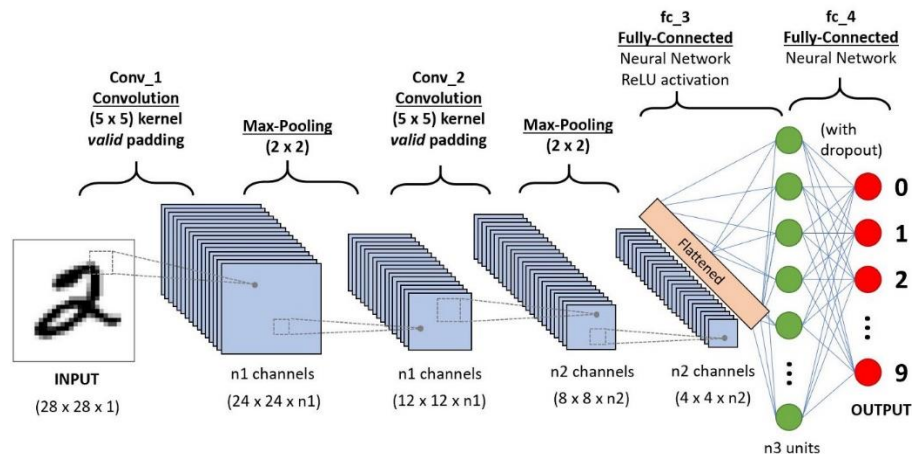 fc_3
Fully-Connected
Neural Network
ReLU activation
fc_4
Fully-Connected
Neural Network
Conv_1
Convolution
(5 x 5) kernel
valid padding
Max-Pooling
(2 x 2)
Conv_2
Convolution
(5 x 5) kernel
valid padding
Max-Pooling
(2 x 2)
(with
dropout)
Flattened
0
1
2
9
INPUT
(28 x 28 x 1)
n1 channels
(24 x 24 x n1)
n1 channels
(12 x 12 x n1)
n2 channels
(8 x 8 x n2)
n2 channels
(4 x 4 x n2)
OUTPUT
n3 units